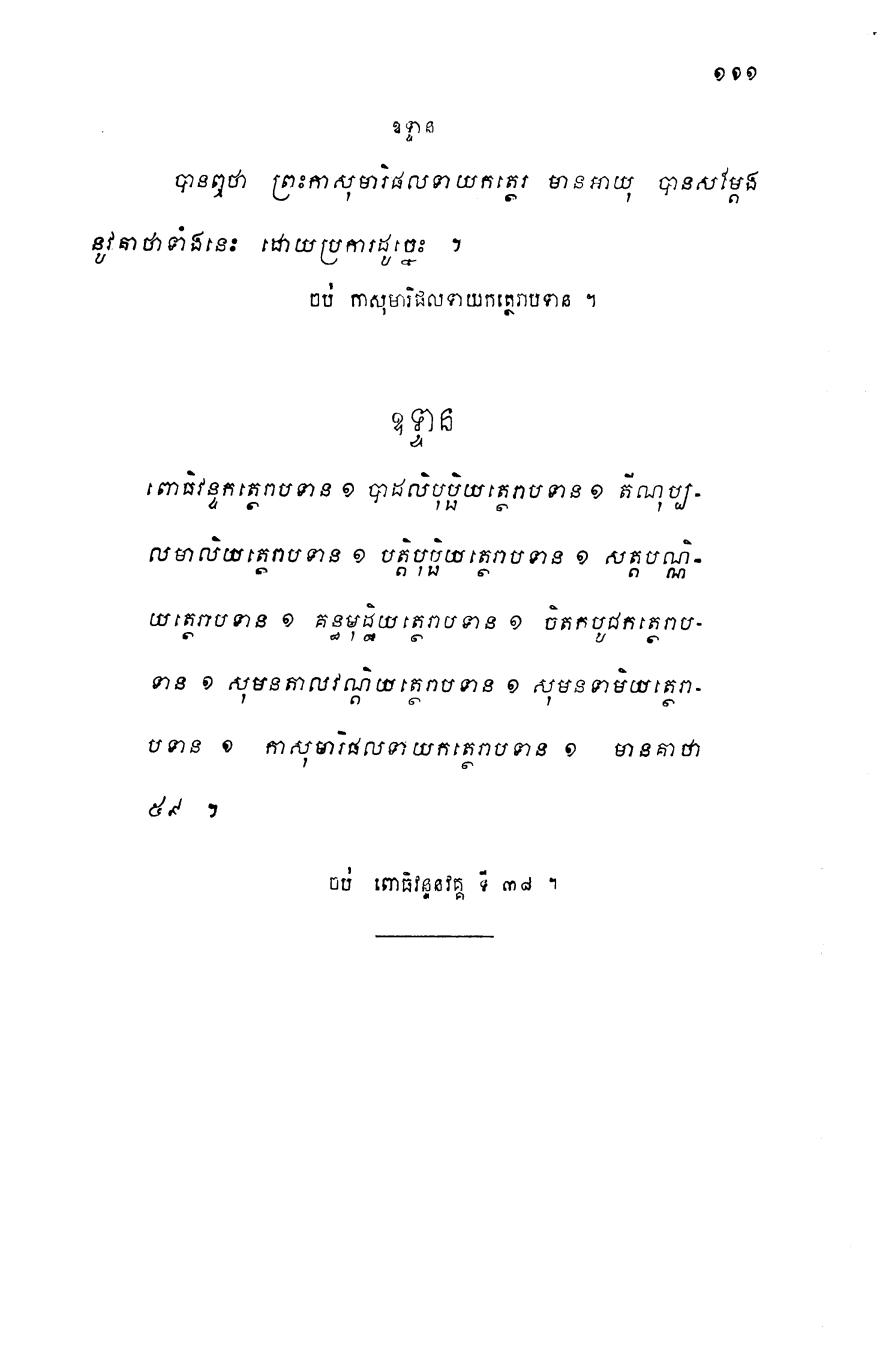 ១១១
ឧទ្ទាន
បានឮថា ព្រះកាសុមារិផលទាយកត្ថេរ មានអាយុ បានសម្តែង
នូវគាថាទាំងនេះ ដោយប្រការដូច្នេះ ។
ចប់ កាសុមារិផលទាយកត្ថេរាបទាន ។
ឧទ្ទាន
ពោធិវន្ទកត្ថេរាបទាន ១ បាដលិបុប្ផិយត្ថេរាបទាន ១ តីណុប្ប-
លមាលិយត្ថេរាបទាន ១ បត្តិបុប្ផិយត្ថេរាបទាន ១ សត្តបណ្ណិ-
យត្ថេរាបទាន ១ គន្ធមុដ្ឋិយត្ថេរាបទាន ១ ចិតកបូជកត្ថេរាប-
ទាន ១ សុមនតាលវណ្តិយត្ថេរាបទាន ១ សុមនទាមិយត្ថេរា-
បទាន ១ កាសុមារិផលទាយកត្ថេរាបទាន ១ មានគាថា
៥៩ ។
ចប់ ពោធិវន្ទនវគ្គ ទី ៣៨ ។